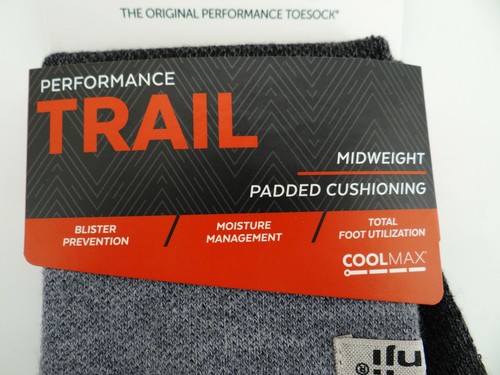 THE ORIGINAL PERFORMANCE TOESOCK®
PERFORMANCE
TRAIL
MIDWEIGHT
PADDED CUSHIONING
BLISTER
PREVENTION
/
MOISTURE
MANAGEMENT
/
TOTAL
FOOT UTILIZATION
COOLMAX